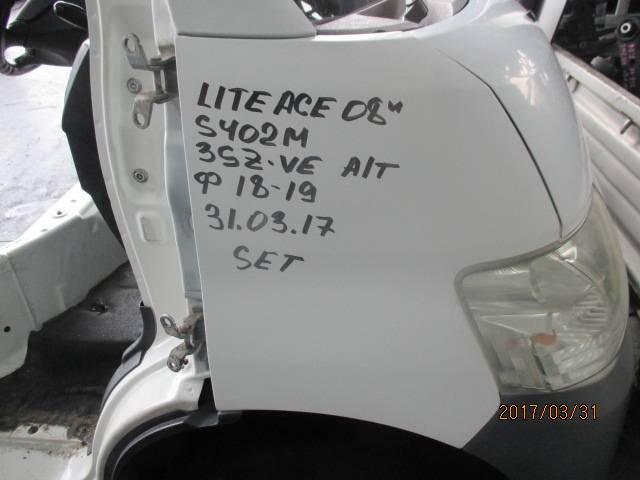 LITE ACE 08"
S402M
3SZ-VE A/T
Ф 18-19
31.03.17
SET
2017/03/31